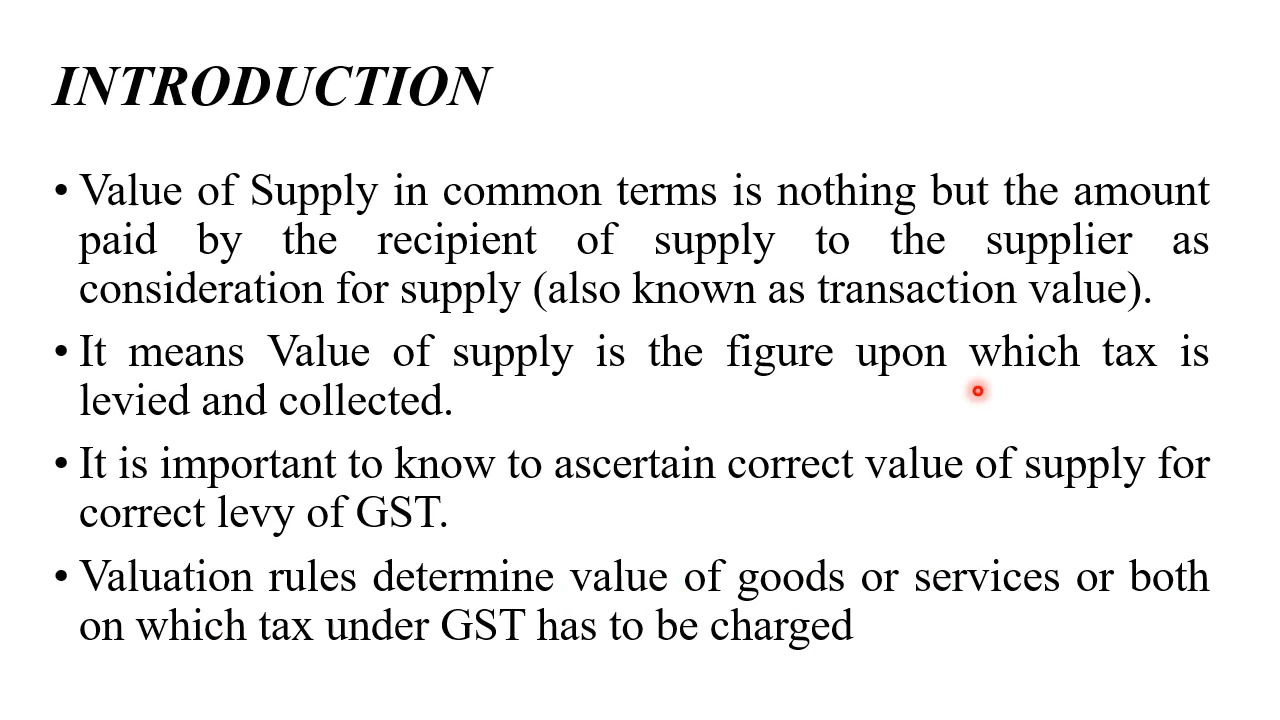 INTRODUCTION
• Value of Supply in common terms is nothing but the amount
paid by the recipient of supply to the supplier as
consideration for supply (also known as transaction value).
• It means Value of supply is the figure upon which tax is
levied and collected.
• It is important to know to ascertain correct value of supply for
correct levy of GST.
• Valuation rules determine value of goods or services or both
on which tax under GST has to be charged